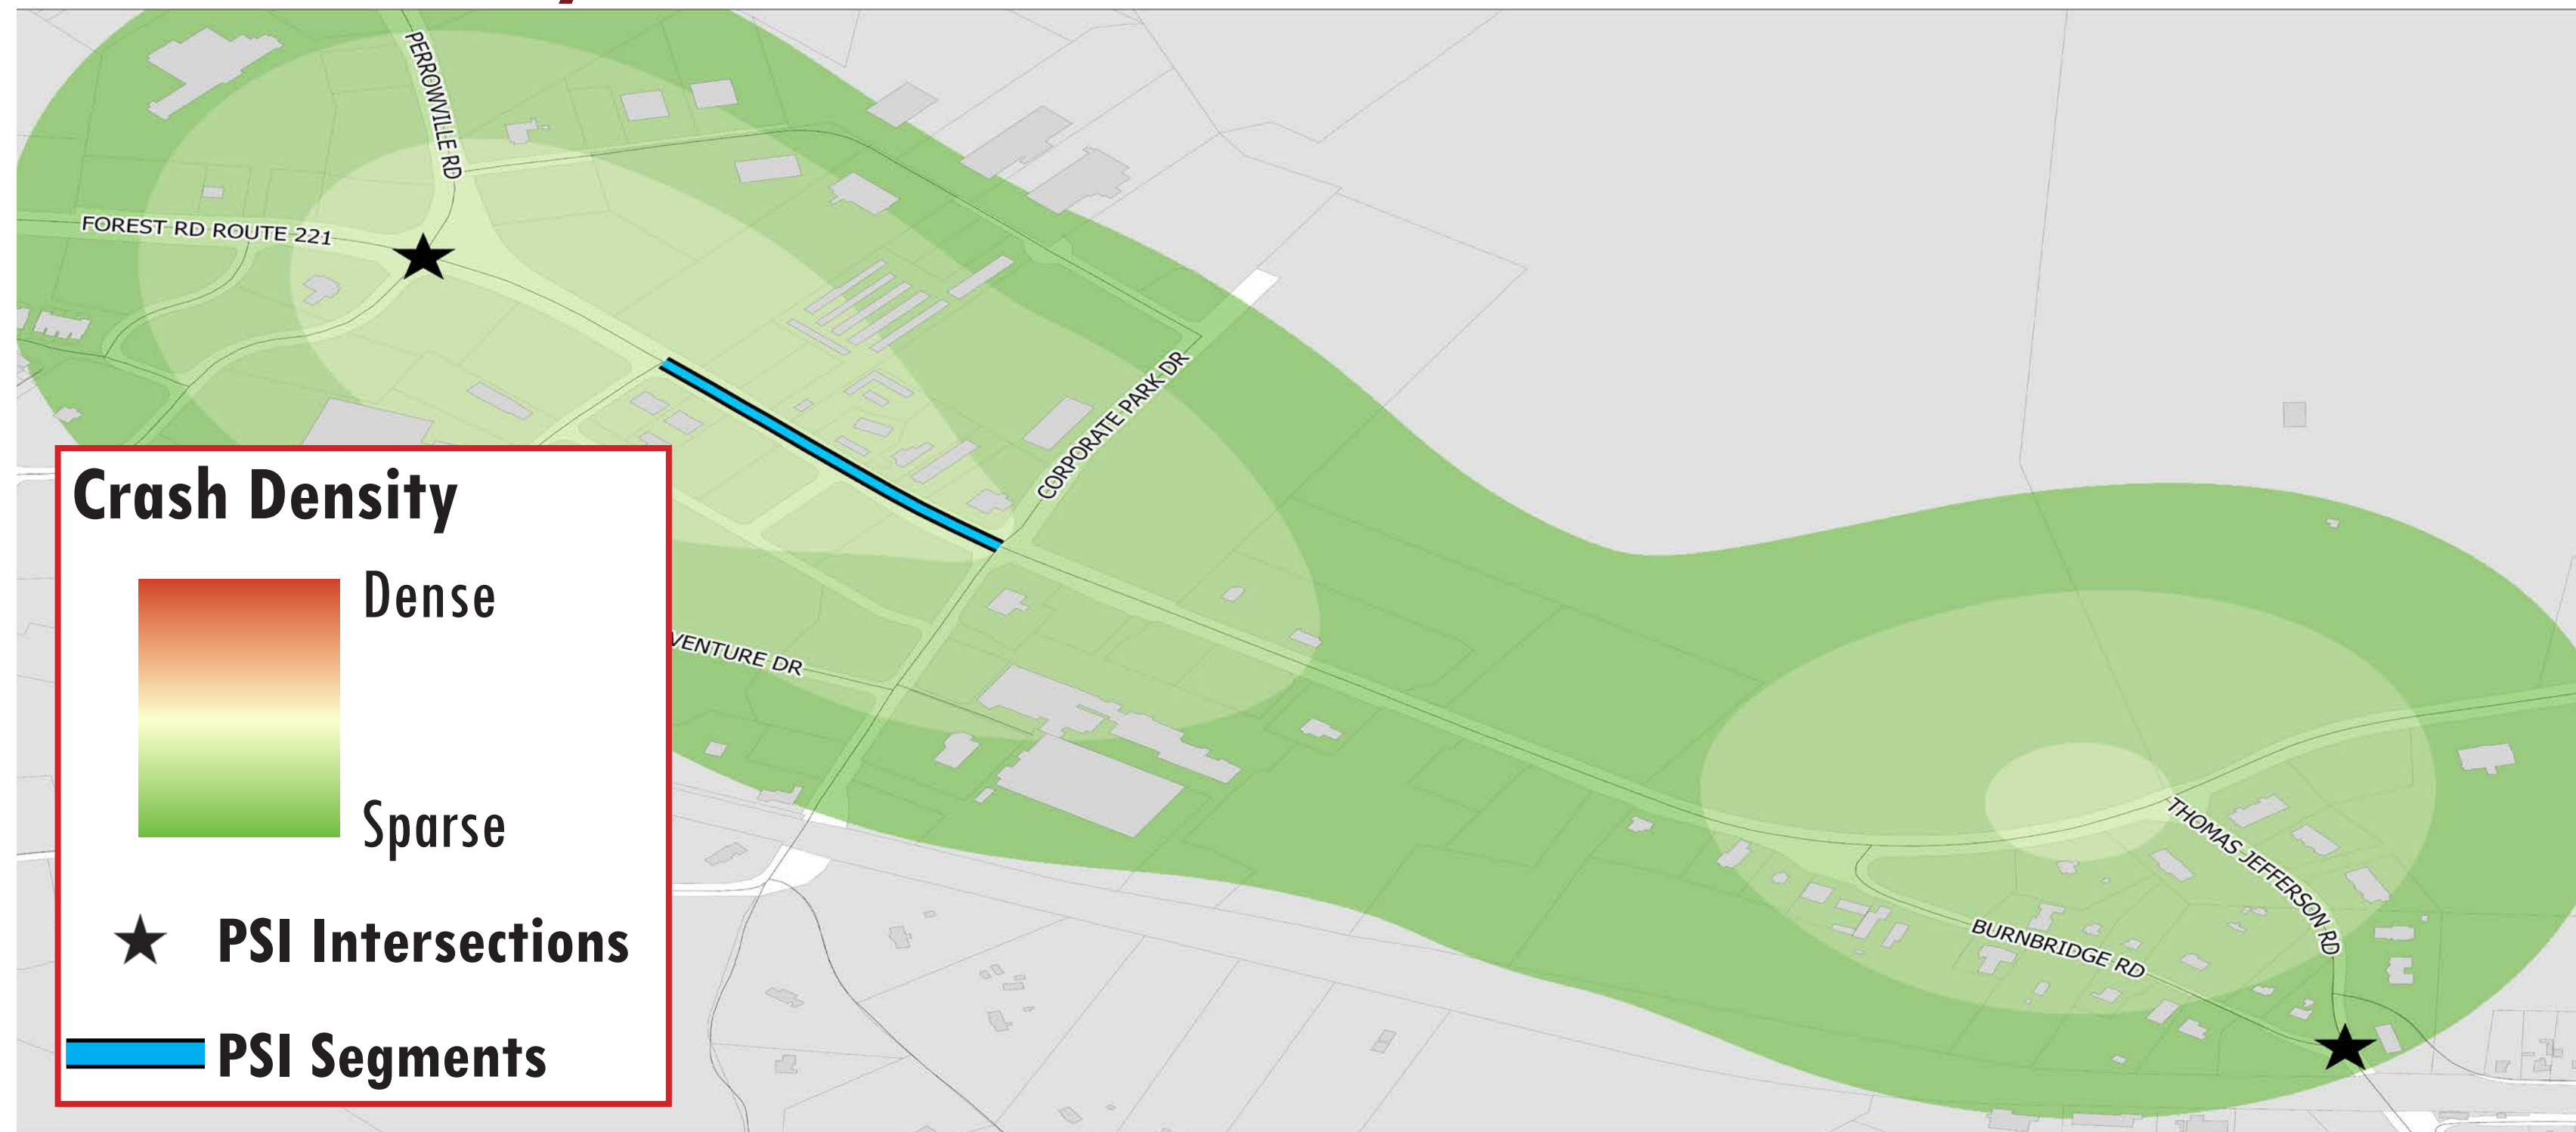 PERROWVILLE RD
FOREST RD ROUTE 221
CORPORATE PARK DR
VENTURE DR
THOMAS JEFFERSON RD
BURNBRIDGE RD
Crash Density
Dense
Sparse
PSI Intersections
PSI Segments